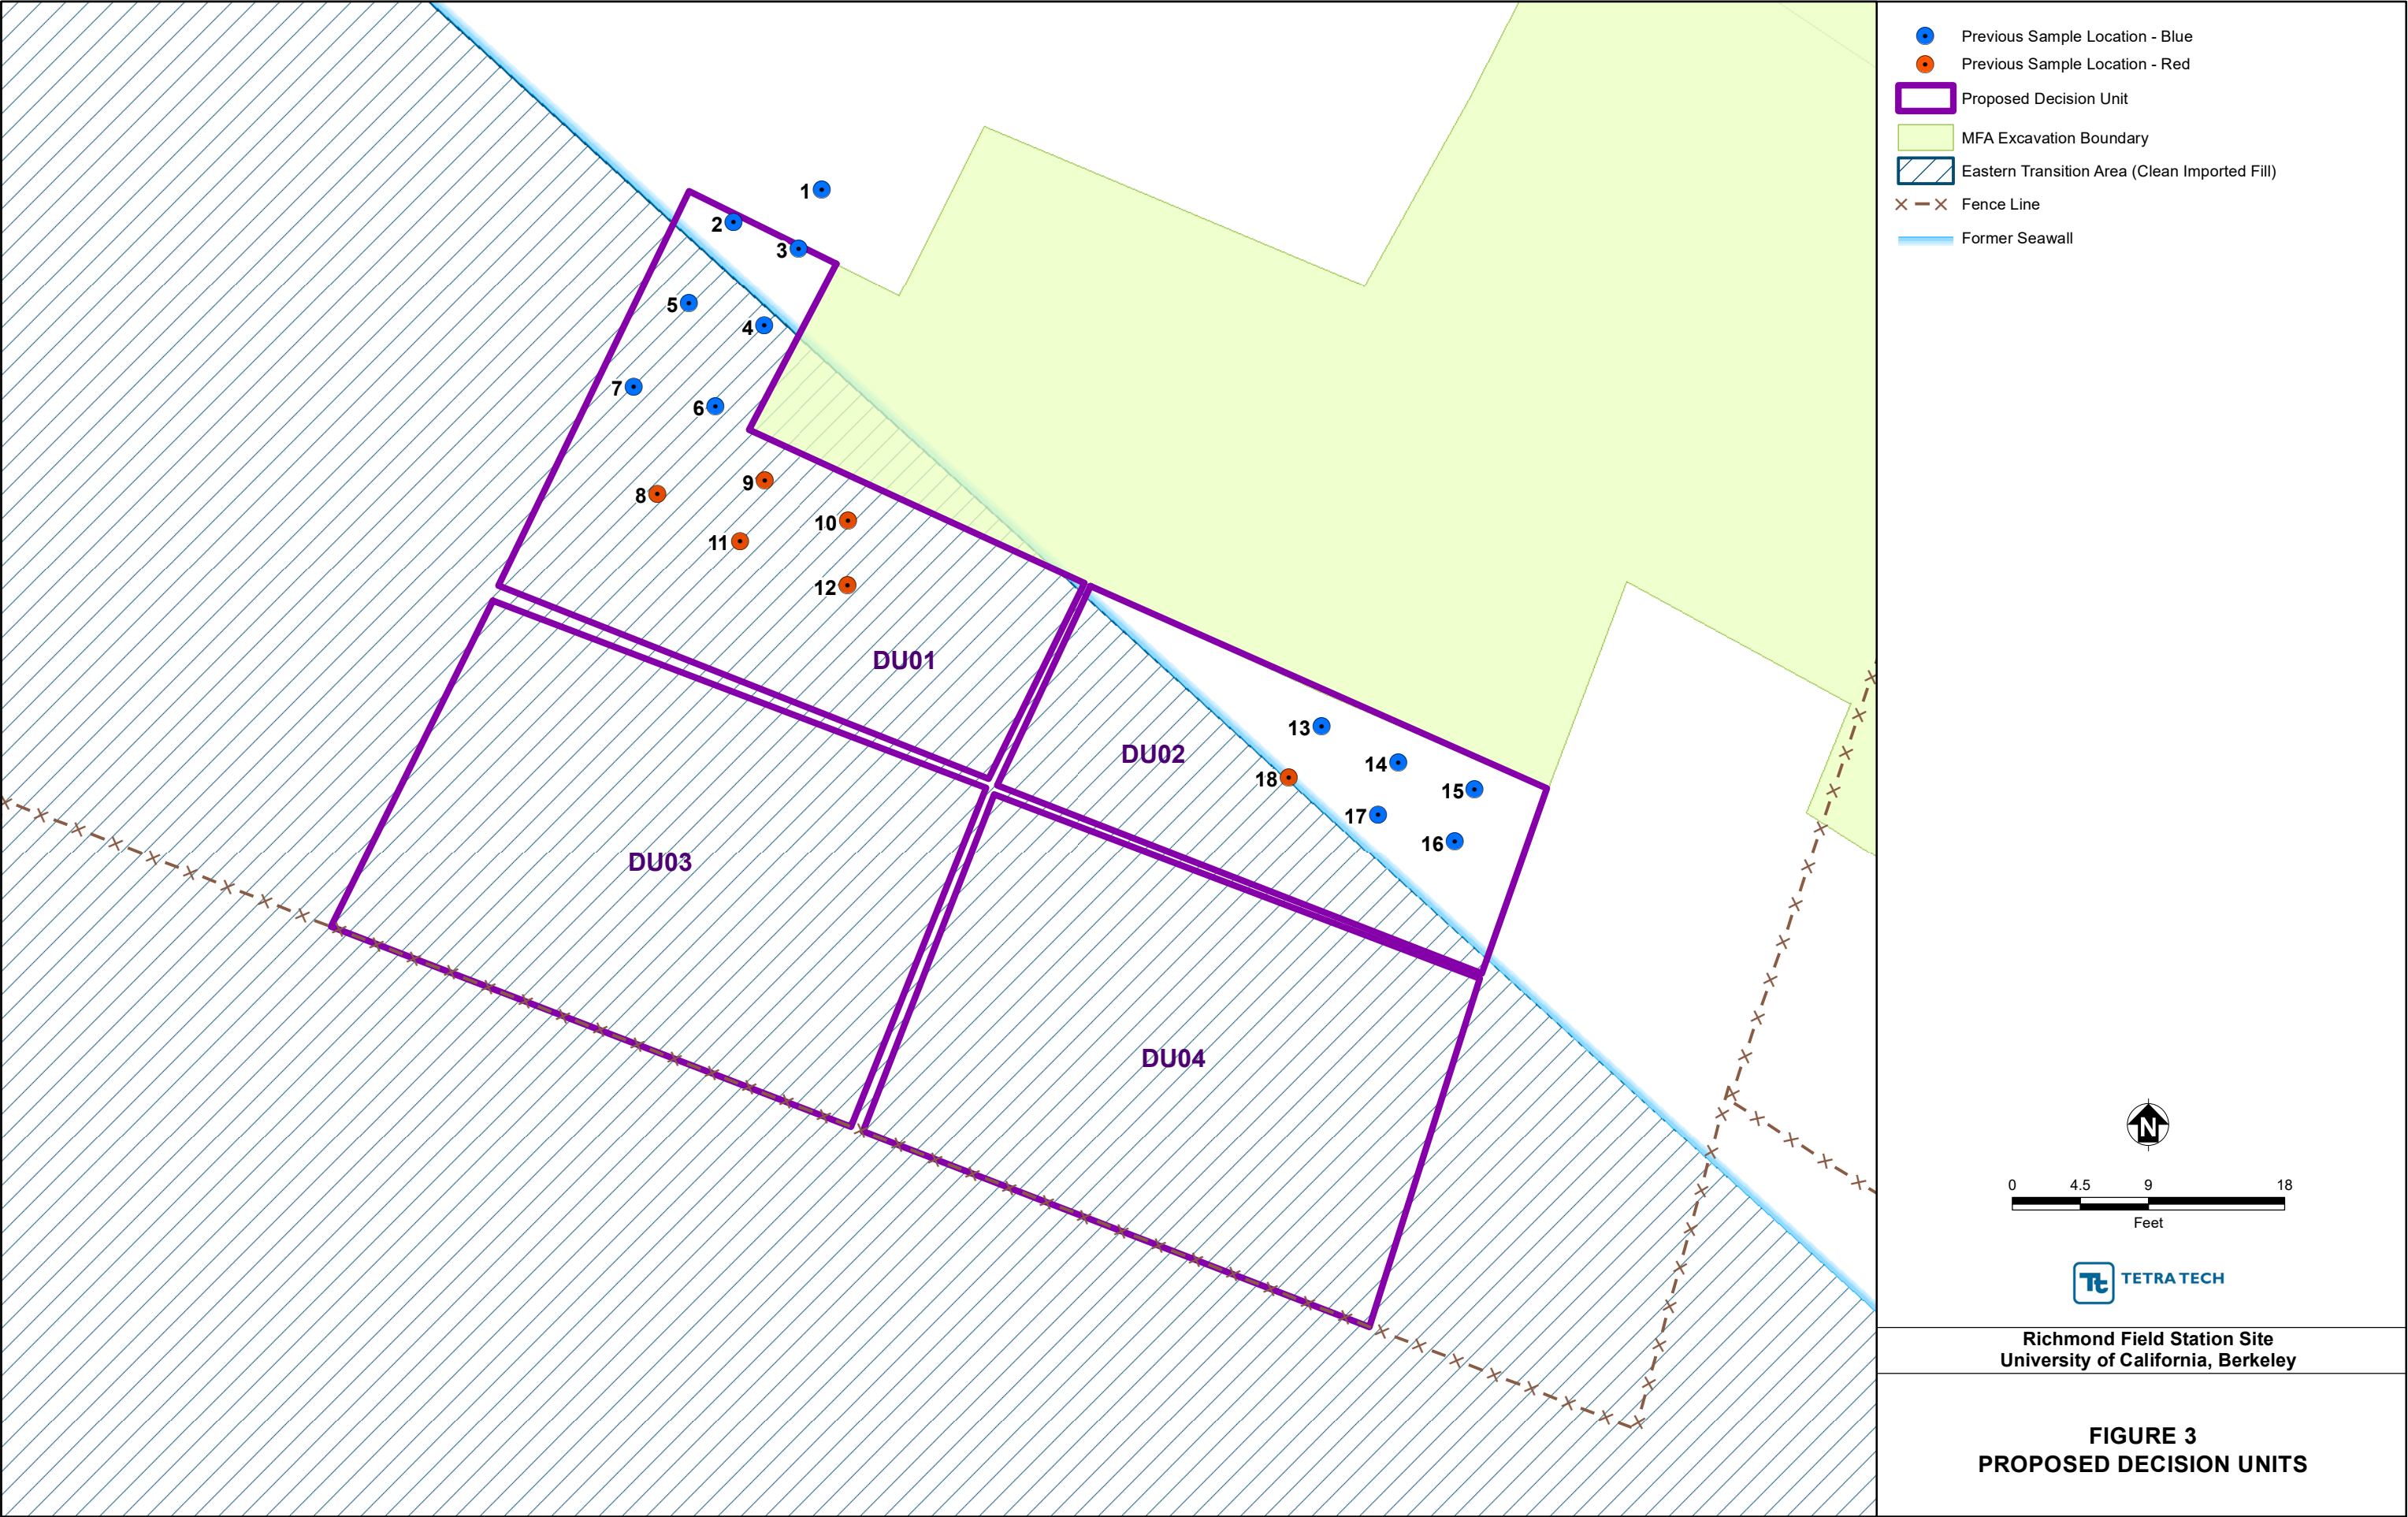 1
2
3
5
4
7
6
9
8
10
11
12
DU01
13
DU02
14
18
15
17
16
DU03
DU04
Previous Sample Location - Blue
Previous Sample Location - Red
Proposed Decision Unit
MFA Excavation Boundary
Eastern Transition Area (Clean Imported Fill)
Fence Line
Former Seawall
N
0 4.5 9 18
Feet
Tt TETRA TECH
Richmond Field Station Site
University of California, Berkeley
FIGURE 3
PROPOSED DECISION UNITS